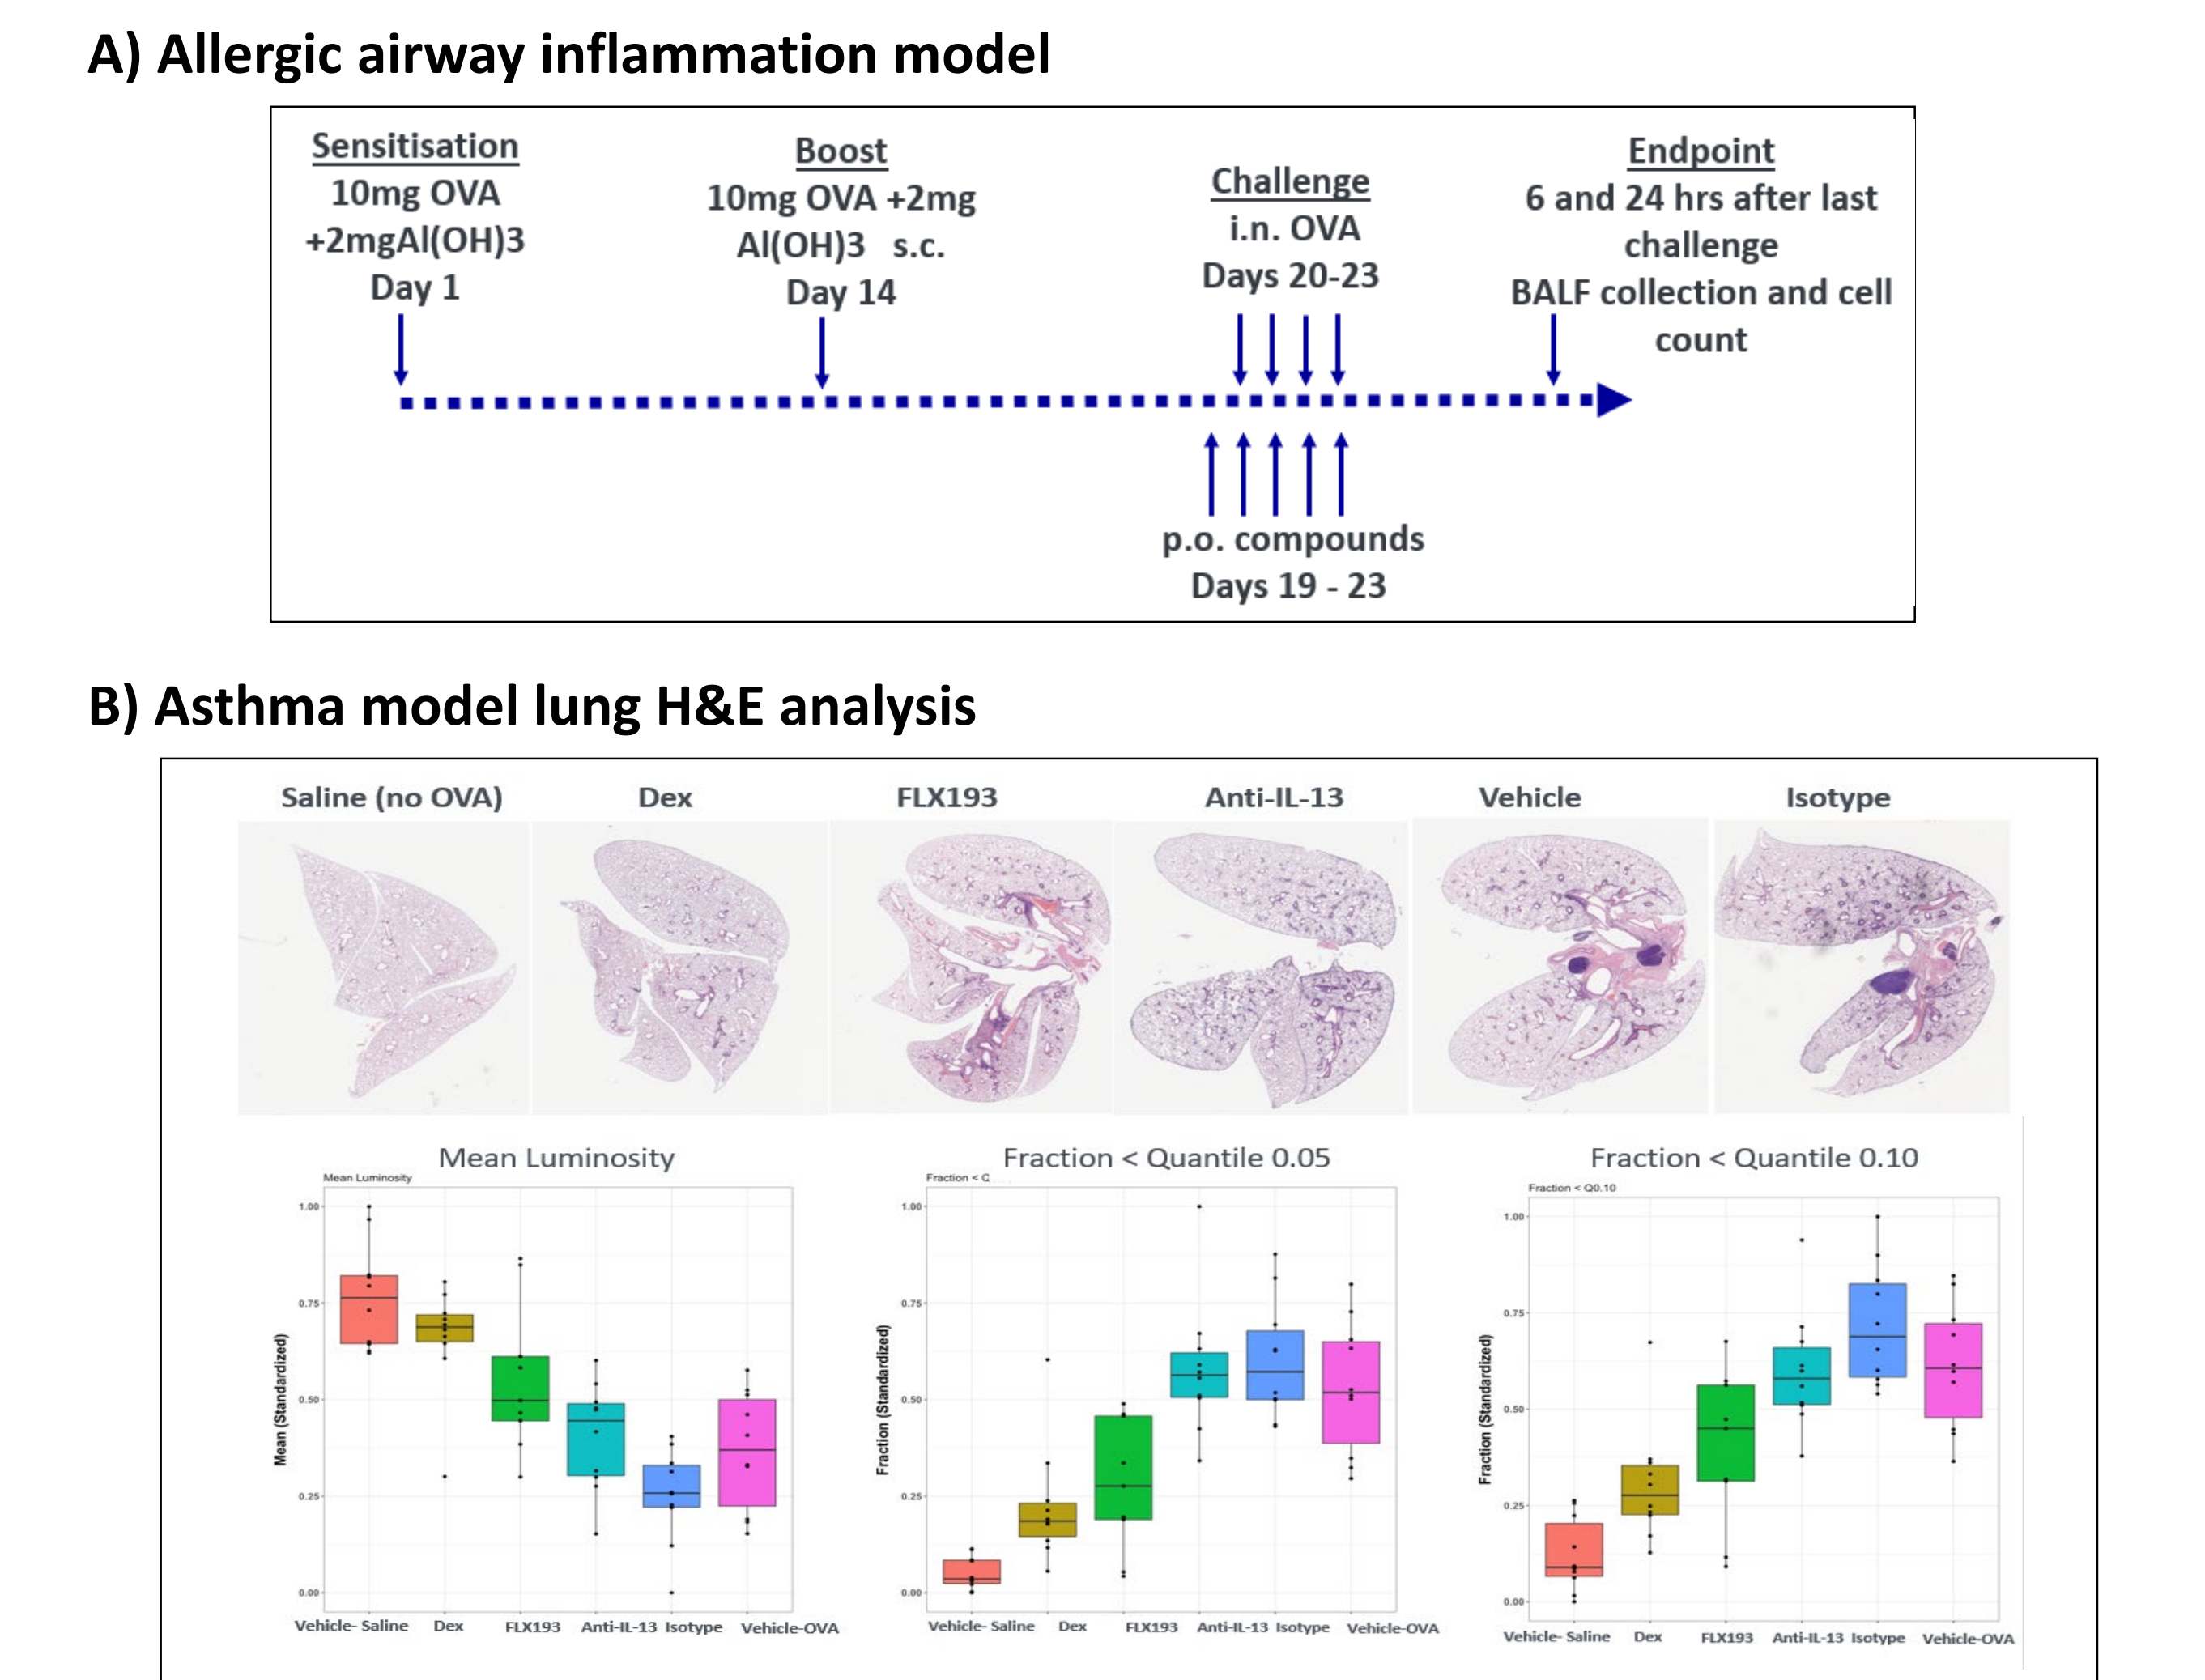 A) Allergic airway inflammation model
Sensitisation
10mg OVA
+2mgAl(OH)3
Day 1
Boost
10mg OVA +2mg
Al(OH)3 s.c.
Day 14
Challenge
i.n. OVA
Days 20-23
Endpoint
6 and 24 hrs after last
challenge
BALF collection and cell
count
p.o. compounds
Days 19 - 23
B) Asthma model lung H&E analysis
Saline (no OVA)
Dex
FLX193
Anti-IL-13
Vehicle
Isotype
Mean Luminosity
Mean Luminosity
Mean (Standardized)
1.00
0.75
0.50
0.25
0.00
Vehicle- Saline
Dex
FLX193
Anti-IL-13
Isotype
Vehicle-OVA
Fraction < Quantile 0.05
Fraction < Q
Fraction (Standardized)
1.00
0.75
0.50
0.25
0.00
Vehicle- Saline
Dex
FLX193
Anti-IL-13
Isotype
Vehicle-OVA
Fraction < Quantile 0.10
Fraction < Q0.10
Fraction (Standardized)
1.00
0.75
0.50
0.25
0.00
Vehicle- Saline
Dex
FLX193
Anti-IL-13
Isotype
Vehicle-OVA